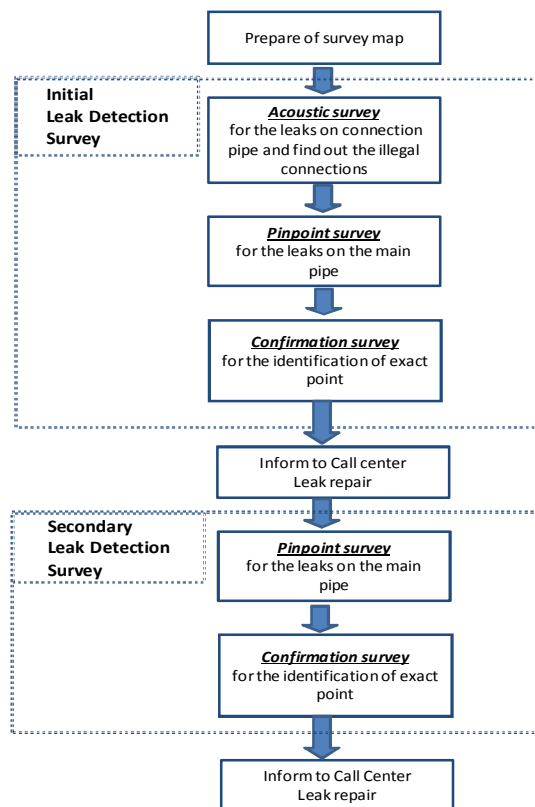 Prepare of survey map
Initial
Leak Detection
Survey
Acoustic survey
for the leaks on connection
pipe and find out the illegal
connections
Pinpoint survey
for the leaks on the main
pipe
Confirmation survey
for the identification of exact
point
Inform to Call center
Leak repair
Secondary
Leak Detection
Survey
Pinpoint survey
for the leaks on the main
pipe
Confirmation survey
for the identification of exact
point
Inform to Call Center
Leak repair